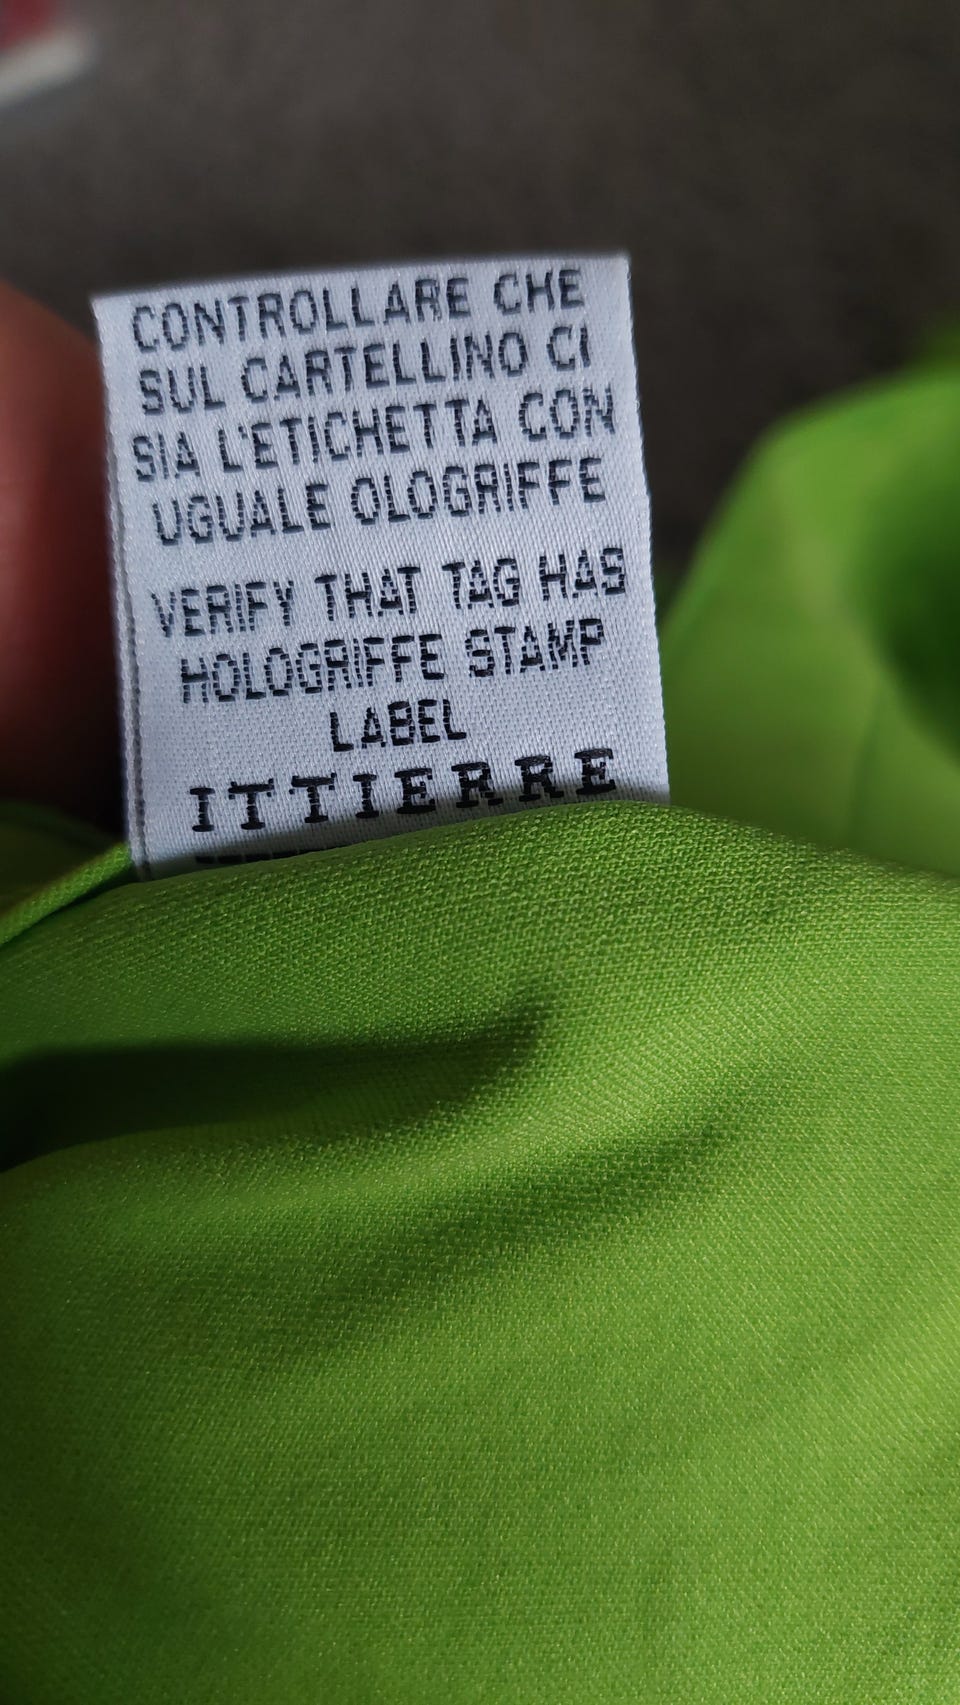 CONTROLLARE CHE
SUL CARTELLINO CI
SIA L'ETICHETTA CON
UGUALE OLOGRIFFE
VERIFY THAT TAG HAS
HOLOGRIFFE STAMP
LABEL
ITTIERRE